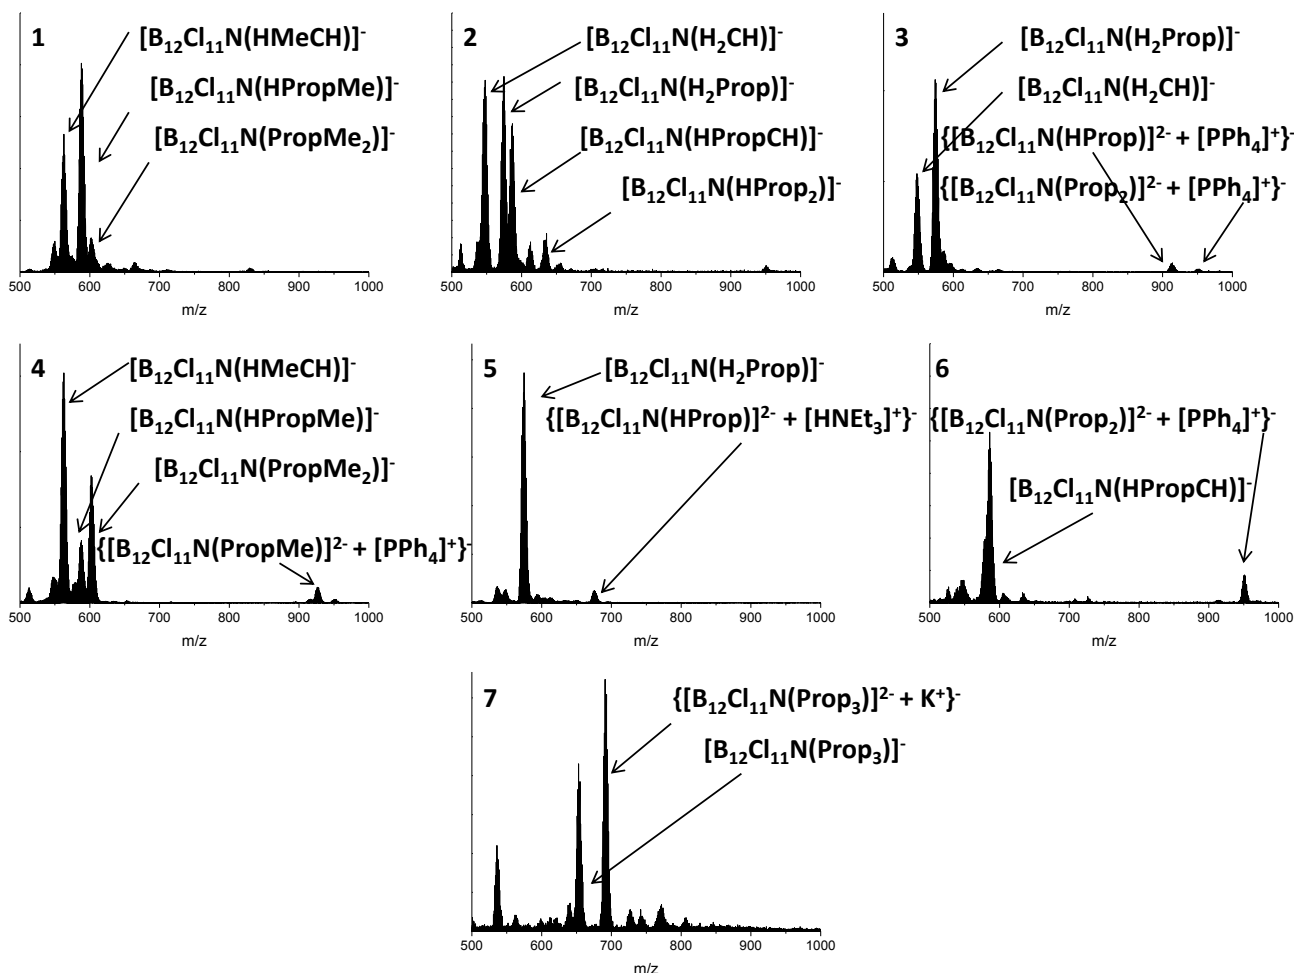 1
[B₁₂Cl₁₁N(HMeCH)]⁻
[B₁₂Cl₁₁N(HPropMe)]⁻
[B₁₂Cl₁₁N(PropMe₂)]⁻
500 600 700 800 900 1000
m/z
2
[B₁₂Cl₁₁N(H₂CH)]⁻
[B₁₂Cl₁₁N(H₂Prop)]⁻
[B₁₂Cl₁₁N(HPropCH)]⁻
[B₁₂Cl₁₁N(HProp₂)]⁻
500 600 700 800 900 1000
m/z
3
[B₁₂Cl₁₁N(H₂Prop)]⁻
[B₁₂Cl₁₁N(H₂CH)]⁻
{[B₁₂Cl₁₁N(HProp)]²⁻ + [PPh₄]⁺}⁻
{[B₁₂Cl₁₁N(Prop₂)]²⁻ + [PPh₄]⁺}⁻
500 600 700 800 900 1000
m/z
4
[B₁₂Cl₁₁N(HMeCH)]⁻
[B₁₂Cl₁₁N(HPropMe)]⁻
[B₁₂Cl₁₁N(PropMe₂)]⁻
{[B₁₂Cl₁₁N(PropMe)]²⁻ + [PPh₄]⁺}⁻
500 600 700 800 900 1000
m/z
5
[B₁₂Cl₁₁N(H₂Prop)]⁻
{[B₁₂Cl₁₁N(HProp)]²⁻ + [HNEt₃]⁺}⁻
500 600 700 800 900 1000
m/z
6
{[B₁₂Cl₁₁N(Prop₂)]²⁻ + [PPh₄]⁺}⁻
[B₁₂Cl₁₁N(HPropCH)]⁻
500 600 700 800 900 1000
m/z
7
{[B₁₂Cl₁₁N(Prop₃)]²⁻ + K⁺}⁻
[B₁₂Cl₁₁N(Prop₃)]⁻
500 600 700 800 900 1000
m/z